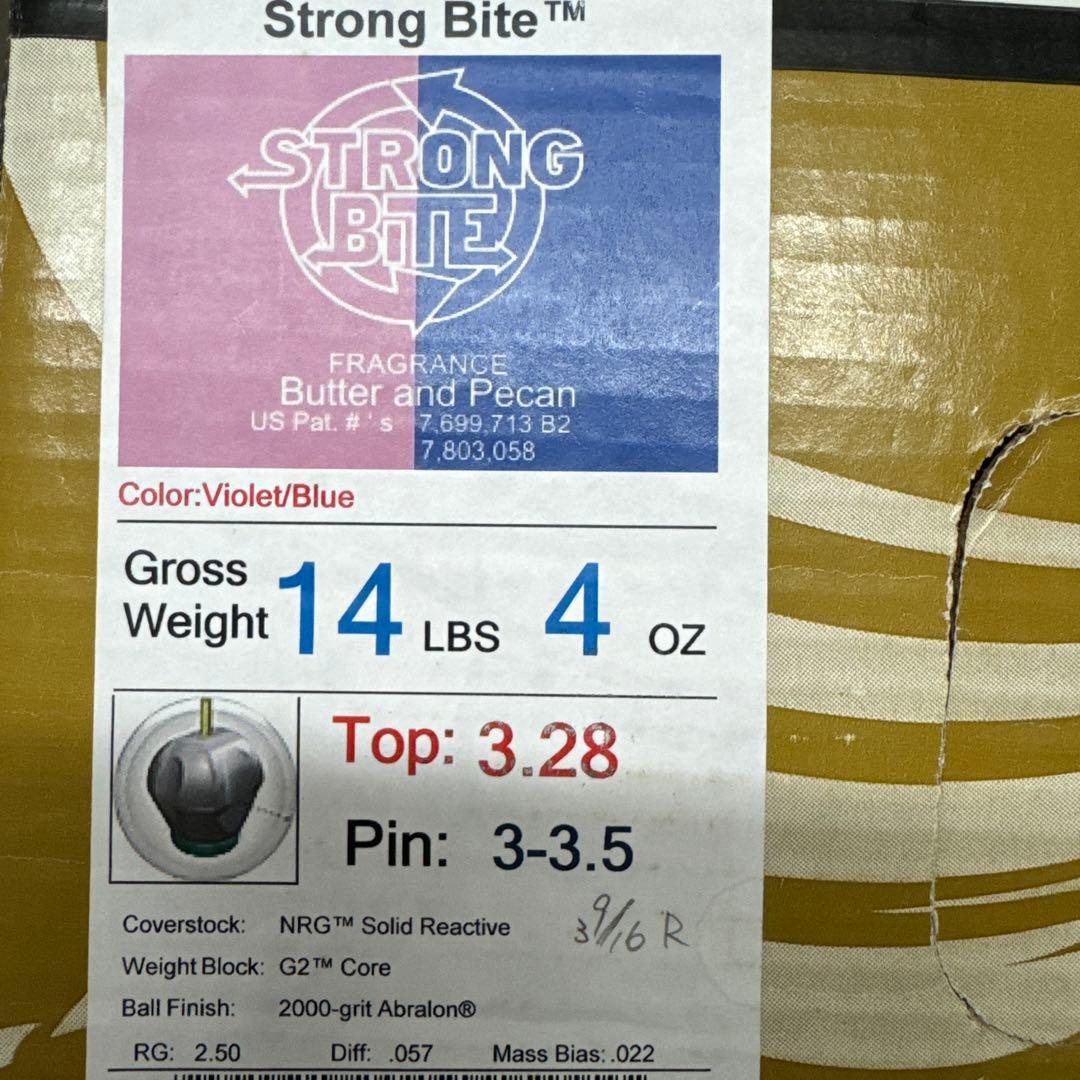 Strong Bite™
STRONG
BiTE
FRAGRANCE
Butter and Pecan
US Pat. # ' s 7,699,713 B2
7,803,058
Color:Violet/Blue
Gross Weight 14 LBS 4 OZ
Top: 3.28
Pin: 3-3.5
3 9/16 R
Coverstock: NRG™ Solid Reactive
Weight Block: G2™ Core
Ball Finish: 2000-grit Abralon®
RG: 2.50 Diff: .057 Mass Bias: .022